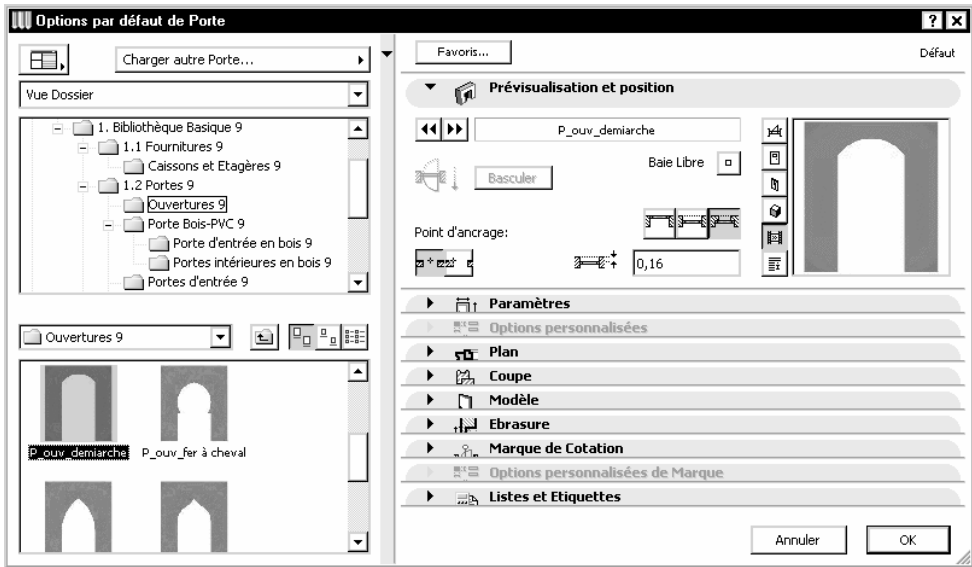 Options par défaut de Porte
Charger autre Porte...
Vue Dossier
1. Bibliothèque Basique 9
1.1 Fournitures 9
Caissons et Etagères 9
1.2 Portes 9
Ouvertures 9
Porte Bois-PVC 9
Porte d'entrée en bois 9
Portes intérieures en bois 9
Portes d'entrée 9
Ouvertures 9
P_ouv_demiarche
P_ouv_fer à cheval
Favoris...
Défaut
Prévisualisation et position
P_ouv_demiarche
Baie Libre
Basculer
Point d'ancrage:
0,16
Paramètres
Options personnalisées
Plan
Coupe
Modèle
Ebrasure
Marque de Cotation
Options personnalisées de Marque
Listes et Etiquettes
Annuler
OK